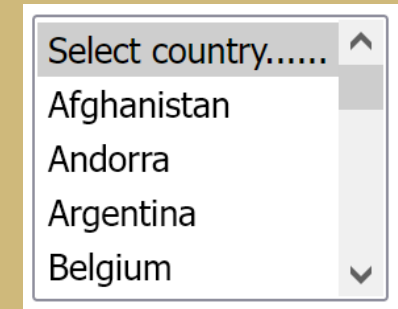 Select country......
Afghanistan
Andorra
Argentina
Belgium